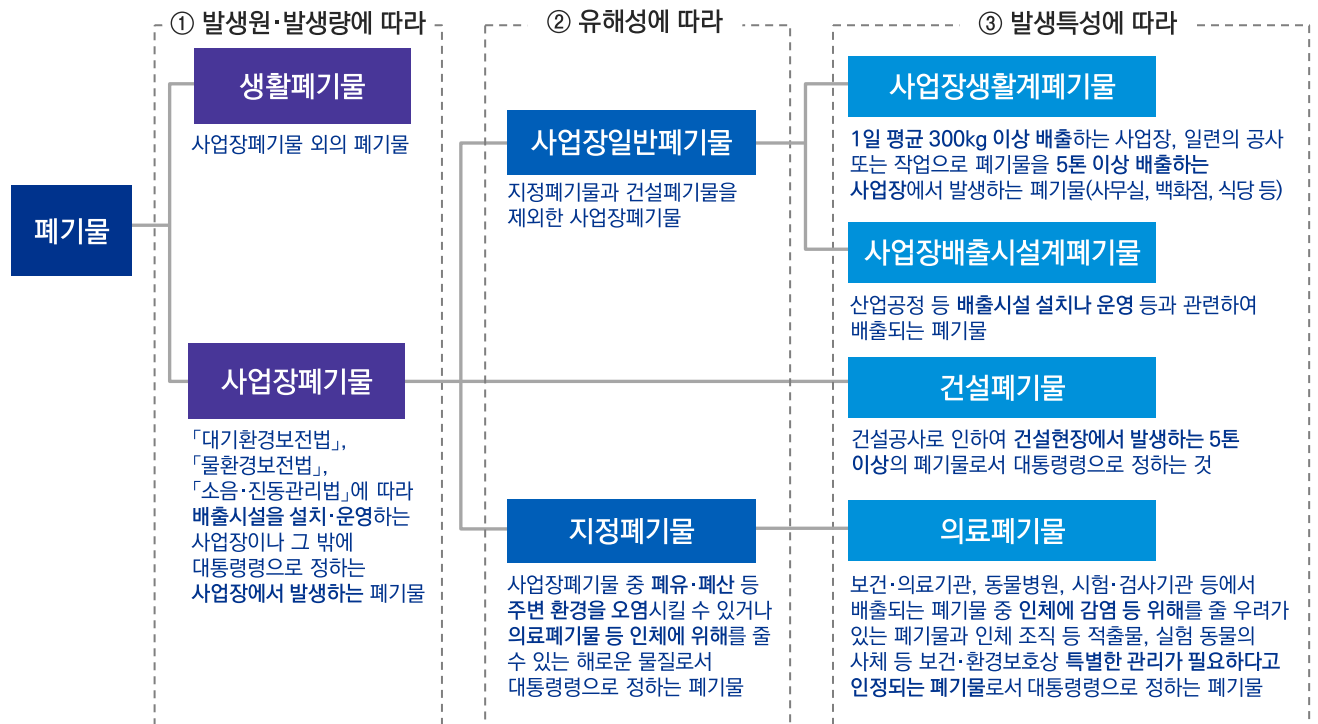 ① 발생원·발생량에 따라
② 유해성에 따라
③ 발생특성에 따라
폐기물
생활폐기물
사업장폐기물 외의 폐기물
사업장폐기물
「대기환경보전법」,
「물환경보전법」,
「소음·진동관리법」에 따라
배출시설을 설치·운영하는
사업장이나 그 밖에
대통령령으로 정하는
사업장에서 발생하는 폐기물
사업장일반폐기물
지정폐기물과 건설폐기물을
제외한 사업장폐기물
지정폐기물
사업장폐기물 중 폐유·폐산 등
주변 환경을 오염시킬 수 있거나
의료폐기물 등 인체에 위해를 줄
수 있는 해로운 물질로서
대통령령으로 정하는 폐기물
사업장생활계폐기물
1일 평균 300kg 이상 배출하는 사업장, 일련의 공사
또는 작업으로 폐기물을 5톤 이상 배출하는
사업장에서 발생하는 폐기물(사무실, 백화점, 식당 등)
사업장배출시설계폐기물
산업공정 등 배출시설 설치나 운영 등과 관련하여
배출되는 폐기물
건설폐기물
건설공사로 인하여 건설현장에서 발생하는 5톤
이상의 폐기물로서 대통령령으로 정하는 것
의료폐기물
보건·의료기관, 동물병원, 시험·검사기관 등에서
배출되는 폐기물 중 인체에 감염 등 위해를 줄 우려가
있는 폐기물과 인체 조직 등 적출물, 실험 동물의
사체 등 보건·환경보호상 특별한 관리가 필요하다고
인정되는 폐기물로서 대통령령으로 정하는 폐기물